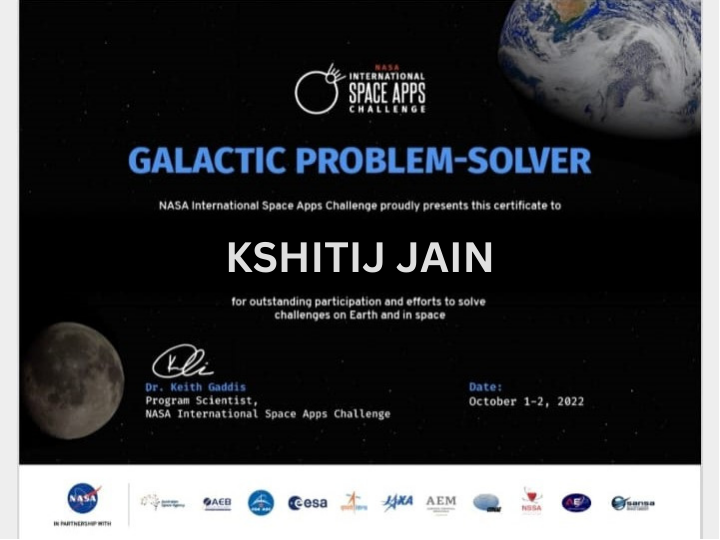 NASA
INTERNATIONAL
SPACE APPS
CHALLENGE
GALACTIC PROBLEM-SOLVER
NASA International Space Apps Challenge proudly presents this certificate to
KSHITIJ JAIN
for outstanding participation and efforts to solve
challenges on Earth and in space
Dr. Keith Gaddis
Program Scientist,
NASA International Space Apps Challenge
Date:
October 1-2, 2022
NASA
IN PARTNERSHIP WITH
Australian
Space Agency
AEB
esa
JAXA
AEM
NSSA
sansa